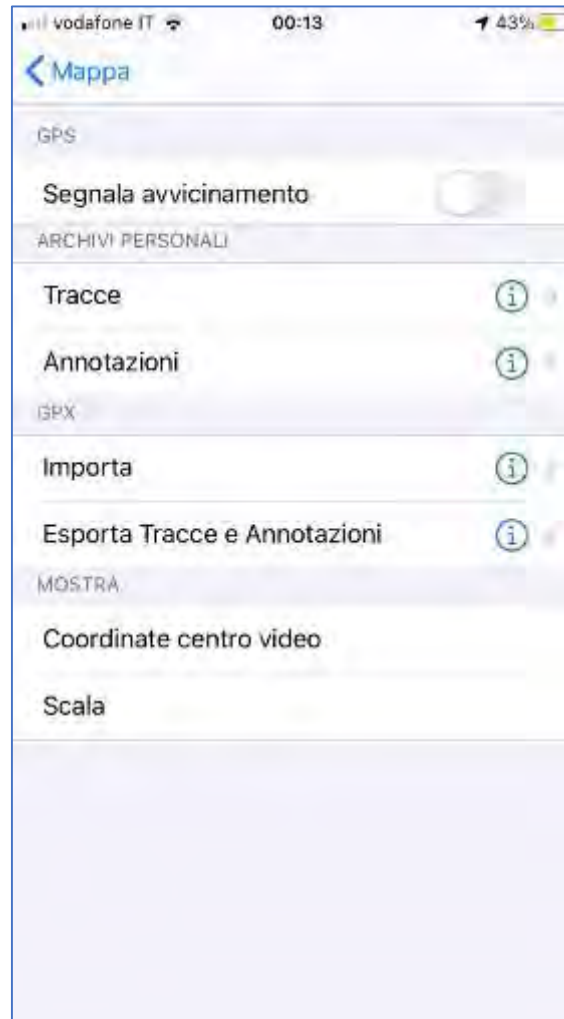 vodafone IT 00:13 43%
Mappa
GPS
Segnala avvicinamento
ARCHIVI PERSONALI
Tracce
Annotazioni
GPX
Importa
Esporta Tracce e Annotazioni
MOSTRA
Coordinate centro video
Scala